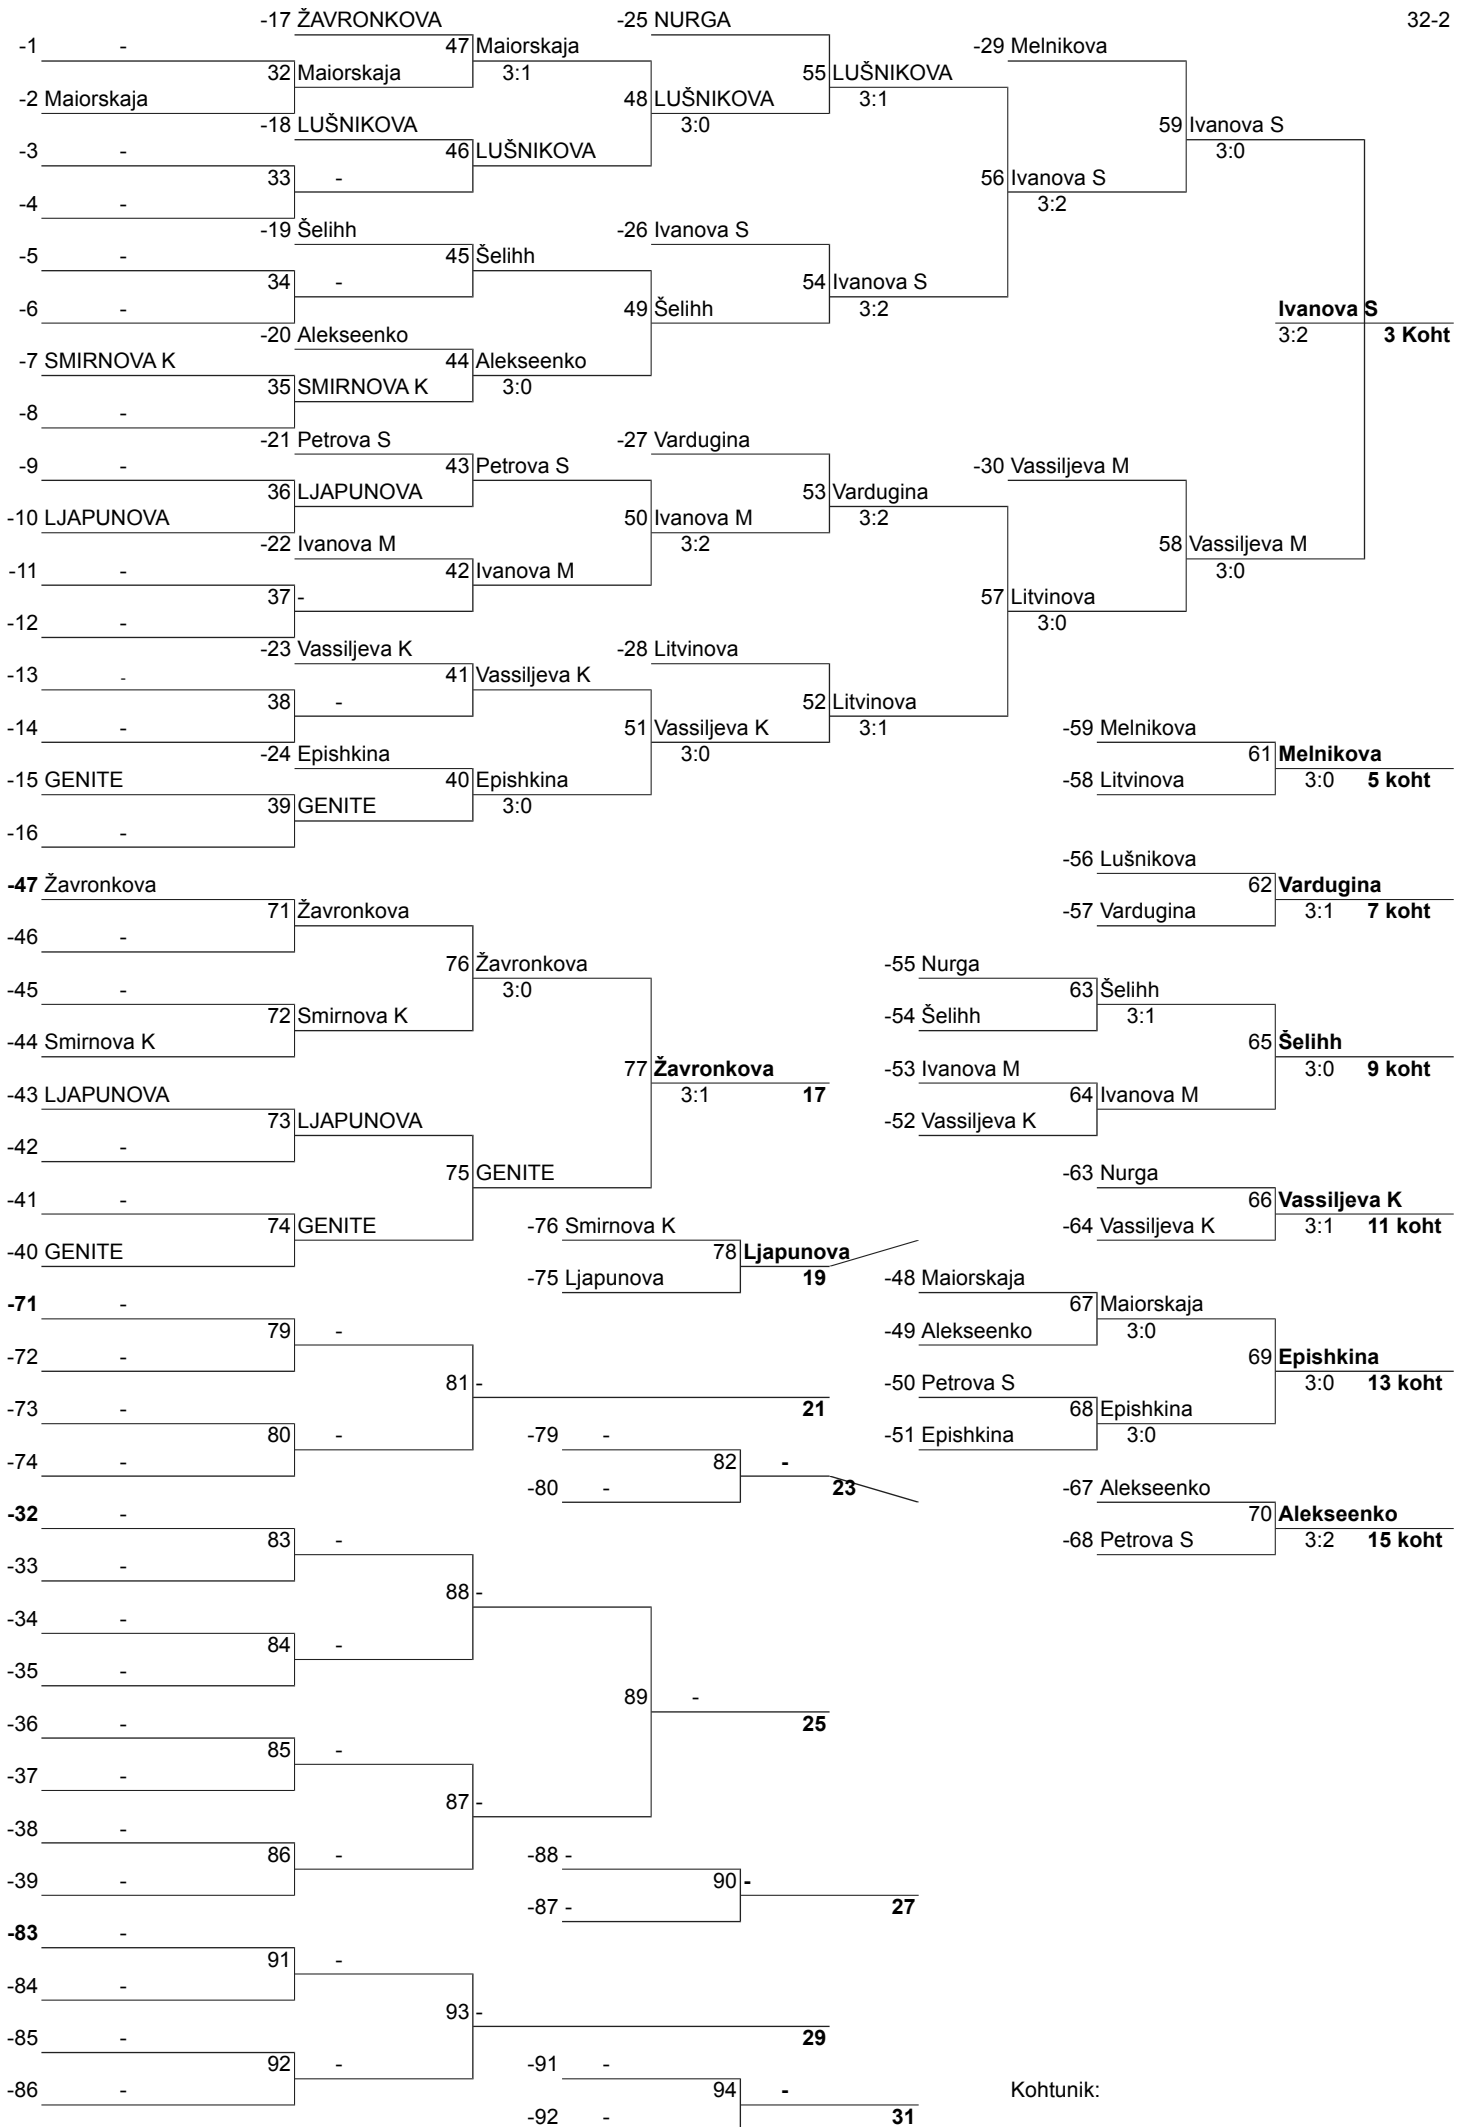 -17 ŽAVRONKOVA -25 NURGA 32-2
-1 - 47 Maiorskaja -29 Melnikova
32 Maiorskaja 3:1 55 LUŠNIKOVA
-2 Maiorskaja 48 LUŠNIKOVA 3:1
-18 LUŠNIKOVA 3:0 59 Ivanova S
-3 - 46 LUŠNIKOVA 3:0
33 - 56 Ivanova S
-4 - 3:2
-19 Šelihh -26 Ivanova S
-5 - 45 Šelihh
34 - 54 Ivanova S
-6 - 49 Šelihh 3:2 Ivanova S
-20 Alekseenko 3:2 3 Koht
-7 SMIRNOVA K 44 Alekseenko
35 SMIRNOVA K 3:0
-8 -
-21 Petrova S -27 Vardugina
-9 - 43 Petrova S -30 Vassiljeva M
36 LJAPUNOVA 53 Vardugina
-10 LJAPUNOVA 50 Ivanova M 3:2
-22 Ivanova M 3:2 58 Vassiljeva M
-11 - 42 Ivanova M 3:0
37 - 57 Litvinova
-12 - 3:0
-23 Vassiljeva K -28 Litvinova
-13 - 41 Vassiljeva K
38 - 52 Litvinova
-14 - 51 Vassiljeva K 3:1 -59 Melnikova
-24 Epishkina 3:0 61 Melnikova
-15 GENITE 40 Epishkina -58 Litvinova 3:0 5 koht
39 GENITE 3:0
-16 -
-56 Lušnikova
-47 Žavronkova 62 Vardugina
71 Žavronkova -57 Vardugina 3:1 7 koht
-46 -
76 Žavronkova -55 Nurga
-45 - 3:0 63 Šelihh
72 Smirnova K -54 Šelihh 3:1
-44 Smirnova K 65 Šelihh
77 Žavronkova -53 Ivanova M 3:0 9 koht
-43 LJAPUNOVA 3:1 17 64 Ivanova M
73 LJAPUNOVA -52 Vassiljeva K
-42 -
75 GENITE -63 Nurga
-41 - 66 Vassiljeva K
74 GENITE -76 Smirnova K -64 Vassiljeva K 3:1 11 koht
-40 GENITE 78 Ljapunova
-75 Ljapunova 19 -48 Maiorskaja
-71 - 67 Maiorskaja
79 - -49 Alekseenko 3:0
-72 - 69 Epishkina
81 - -50 Petrova S 3:0 13 koht
-73 - 21 68 Epishkina
80 - -79 - -51 Epishkina 3:0
-74 - 82 -
-80 - 23 -67 Alekseenko
-32 - 70 Alekseenko
83 - -68 Petrova S 3:2 15 koht
-33 -
88 -
-34 -
84 -
-35 -
89 -
-36 - 25
85 -
-37 -
87 -
-38 -
86 - -88 -
-39 - 90 -
-87 - 27
-83 -
91 -
-84 -
93 -
-85 - 29
92 - -91 -
-86 - 94 - Kohtunik:
-92 - 31